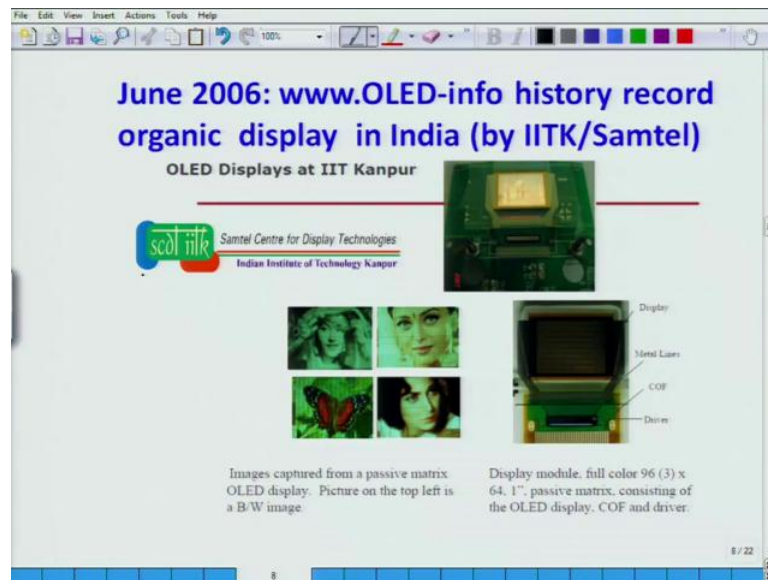 File Edit View Insert Actions Tools Help
100%
B I
June 2006: www.OLED-info history record
organic display in India (by IITK/Samtel)
OLED Displays at IIT Kanpur
scdt iitk
Samtel Centre for Display Technologies
Indian Institute of Technology Kanpur
Display
Metal Lines
COF
Driver
Images captured from a passive matrix
OLED display. Picture on the top left is
a B/W image.
Display module, full color 96 (3) x
64, 1", passive matrix, consisting of
the OLED display, COF and driver.
8 / 22
8